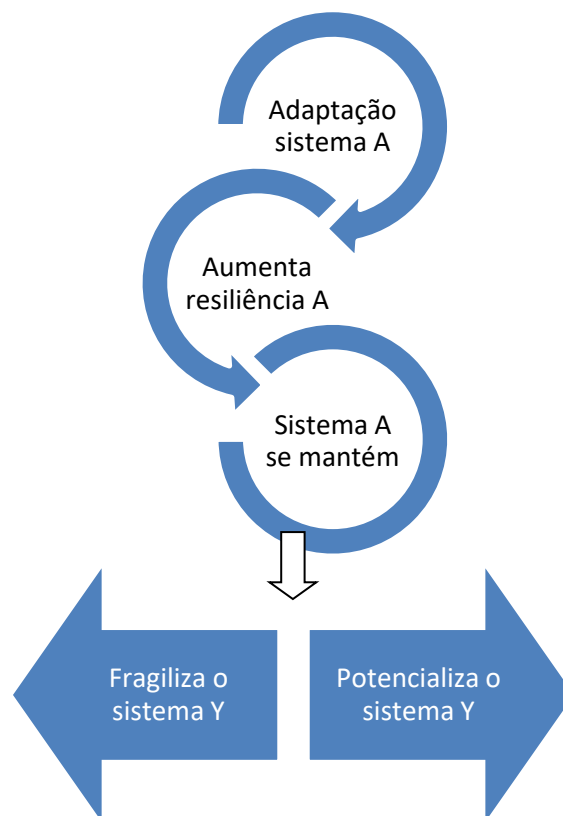 Adaptação
sistema A
Aumenta
resiliência A
Sistema A
se mantém
Fragiliza o
sistema Y
Potencializa o
sistema Y